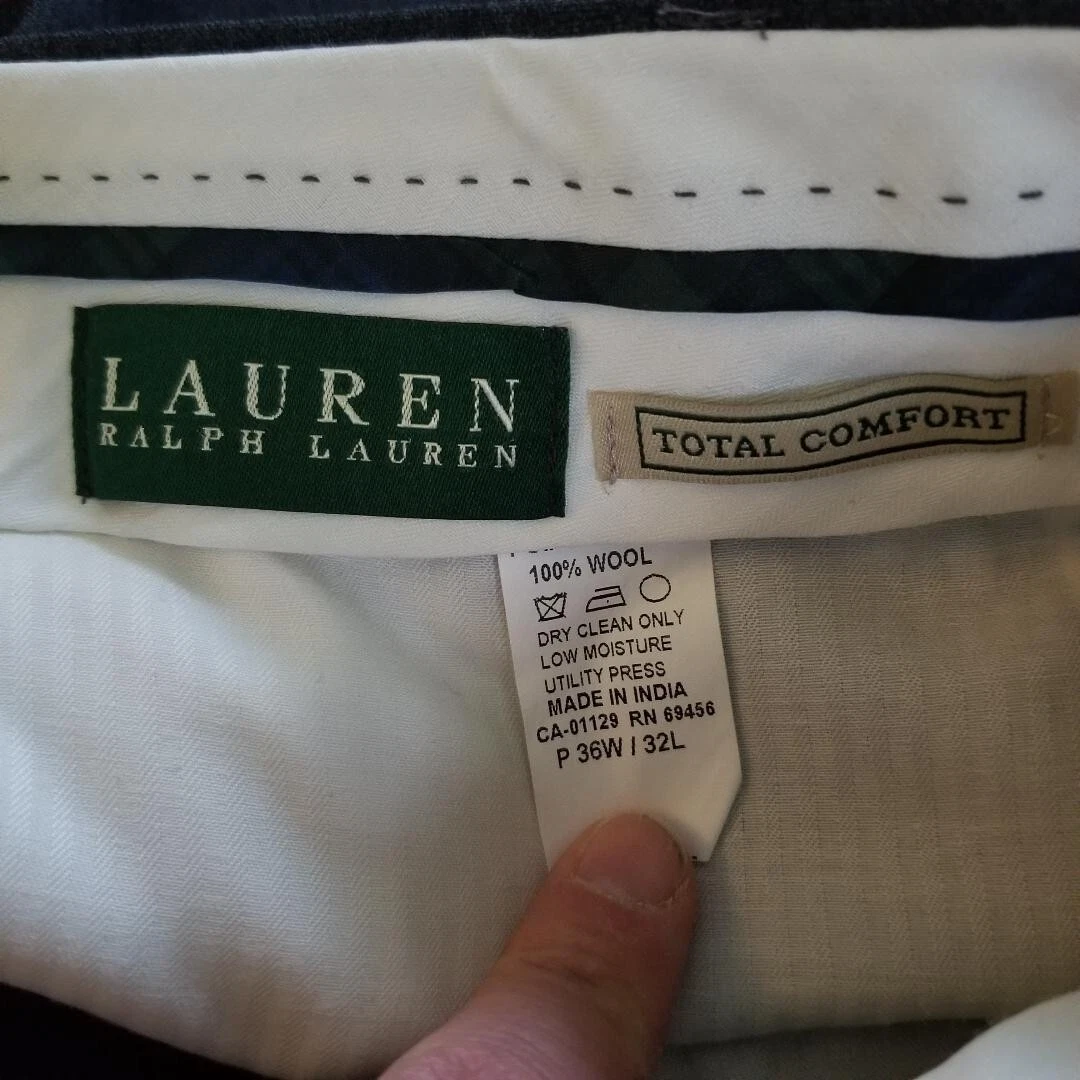 LAUREN
RALPH LAUREN
TOTAL COMFORT
100% WOOL
DRY CLEAN ONLY
LOW MOISTURE
UTILITY PRESS
MADE IN INDIA
CA-01129 RN 69456
P 36W / 32L